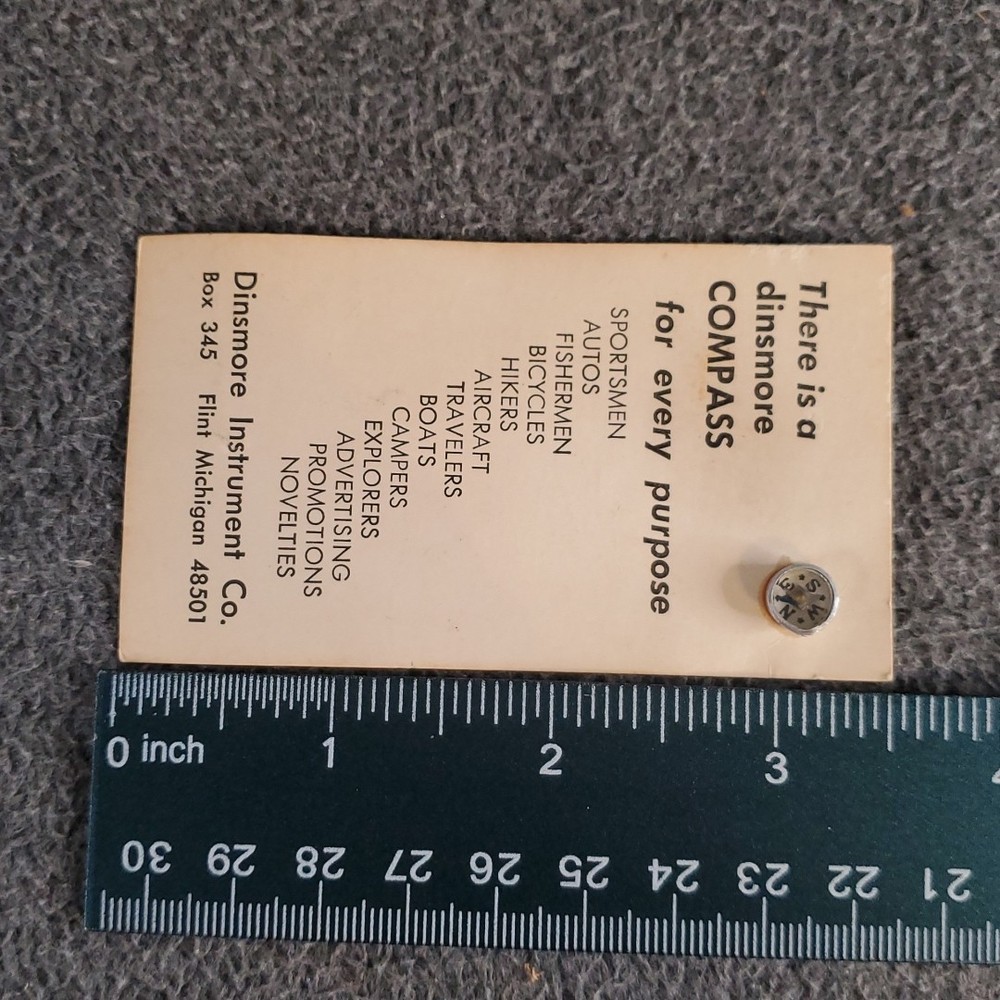 There is a
dinsmore
COMPASS
for every purpose
SPORTSMEN
AUTOS
FISHERMEN
BICYCLES
HIKERS
AIRCRAFT
TRAVELERS
BOATS
CAMPERS
EXPLORERS
ADVERTISING
PROMOTIONS
NOVELTIES
Dinsmore Instrument Co.
Box 345 Flint Michigan 48501
N
E
S
W
0 inch 1 2 3
30 29 28 27 26 25 24 23 22 21